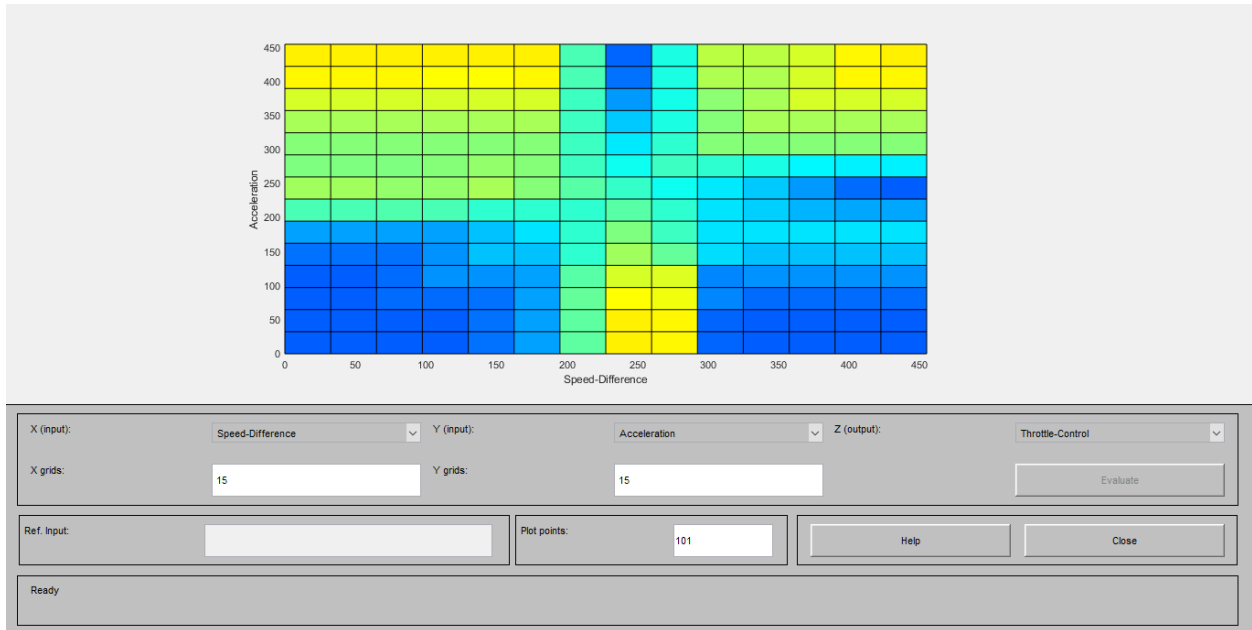 450
400
350
300
250
200
150
100
50
0
Acceleration
0 50 100 150 200 250 300 350 400 450
Speed-Difference
X (input): Speed-Difference Y (input): Acceleration Z (output): Throttle-Control
X grids: 15 Y grids: 15 Evaluate
Ref. Input: Plot points: 101 Help Close
Ready